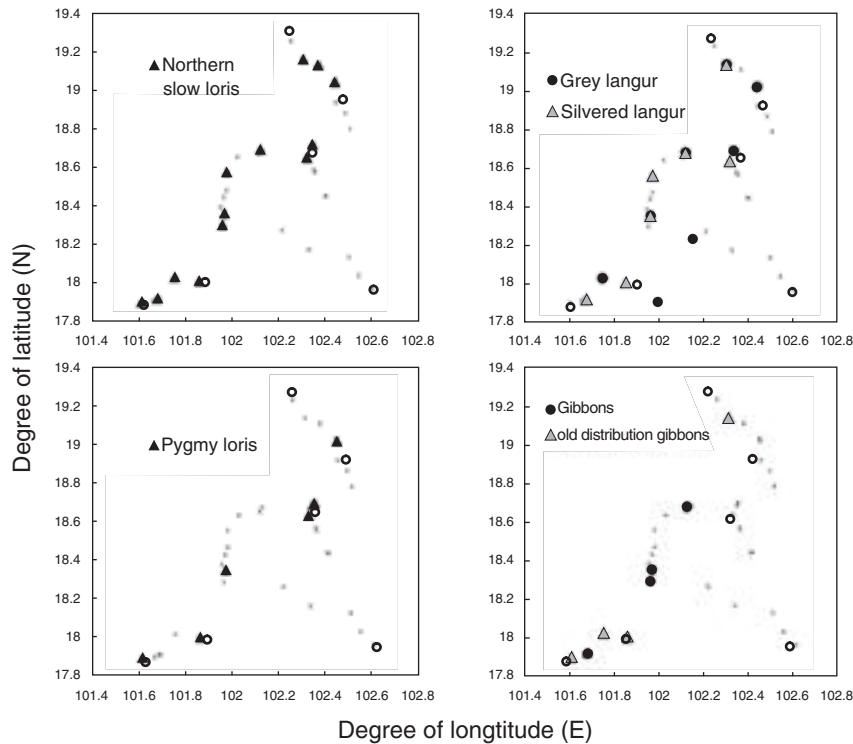 19.4
19.2
19
18.8
18.6
18.4
18.2
18
17.8
101.4 101.6 101.8 102 102.2 102.4 102.6 102.8
Northern
slow loris
19.4
19.2
19
18.8
18.6
18.4
18.2
18
17.8
101.4 101.6 101.8 102 102.2 102.4 102.6 102.8
Grey langur
Silvered langur
Degree of latitude (N)
19.4
19.2
19
18.8
18.6
18.4
18.2
18
17.8
101.4 101.6 101.8 102 102.2 102.4 102.6 102.8
Pygmy loris
19.4
19.2
19
18.8
18.6
18.4
18.2
18
17.8
101.4 101.6 101.8 102 102.2 102.4 102.6 102.8
Gibbons
old distribution gibbons
Degree of longtitude (E)